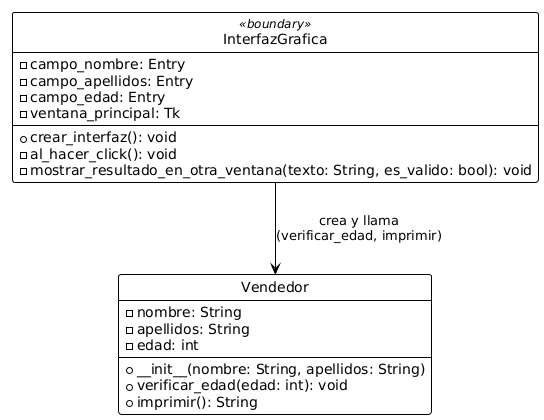 «boundary»
InterfazGrafica
campo_nombre: Entry
campo_apellidos: Entry
campo_edad: Entry
ventana_principal: Tk
crear_interfaz(): void
al_hacer_click(): void
mostrar_resultado_en_otra_ventana(texto: String, es_valido: bool): void
crea y llama
(verificar_edad, imprimir)
Vendedor
nombre: String
apellidos: String
edad: int
__init__(nombre: String, apellidos: String)
verificar_edad(edad: int): void
imprimir(): String